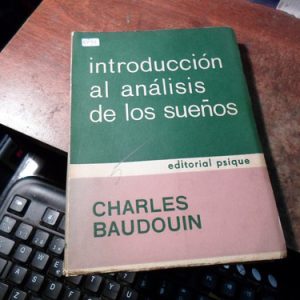 introducción
al análisis
de los sueños
editorial psique
CHARLES
BAUDOUIN